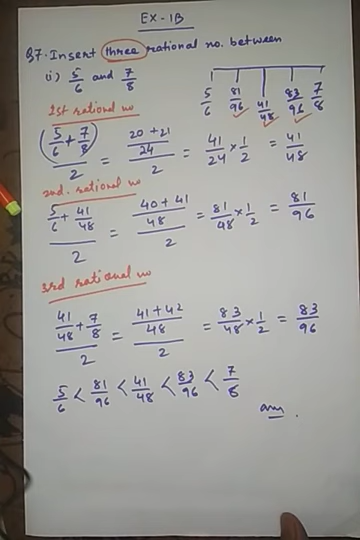 EX-1B
Q7. Insert three rational no. between
(i) 5/6 and 7/8
5/6 81/96 41/48 83/96 7/8
1st rational no
(5/6 + 7/8)/2 = ((20+21)/24)/2 = 41/24 × 1/2 = 41/48
2nd. rational no
(5/6 + 41/48)/2 = ((40+41)/48)/2 = 81/48 × 1/2 = 81/96
3rd rational no
(41/48 + 7/8)/2 = ((41+42)/48)/2 = 83/48 × 1/2 = 83/96
5/6 < 81/96 < 41/48 < 83/96 < 7/8
ans.